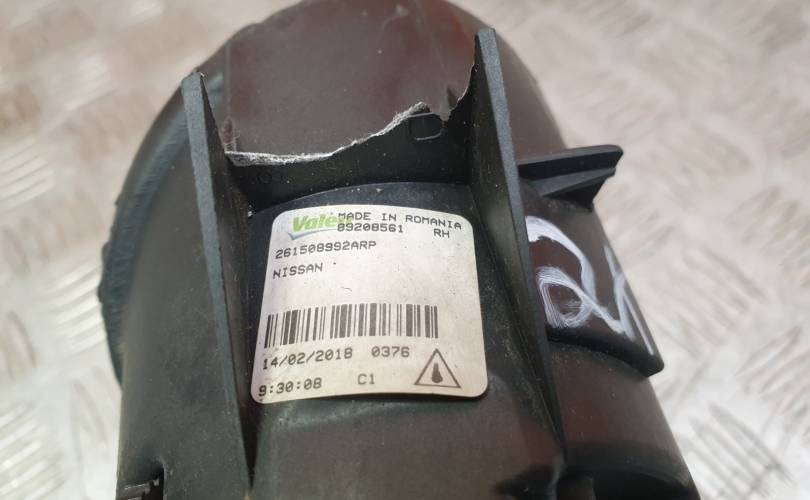 Valeo MADE IN ROMANIA
89208561 RH
261508992ARP
NISSAN
14/02/2018 0376
9:30:08 C1